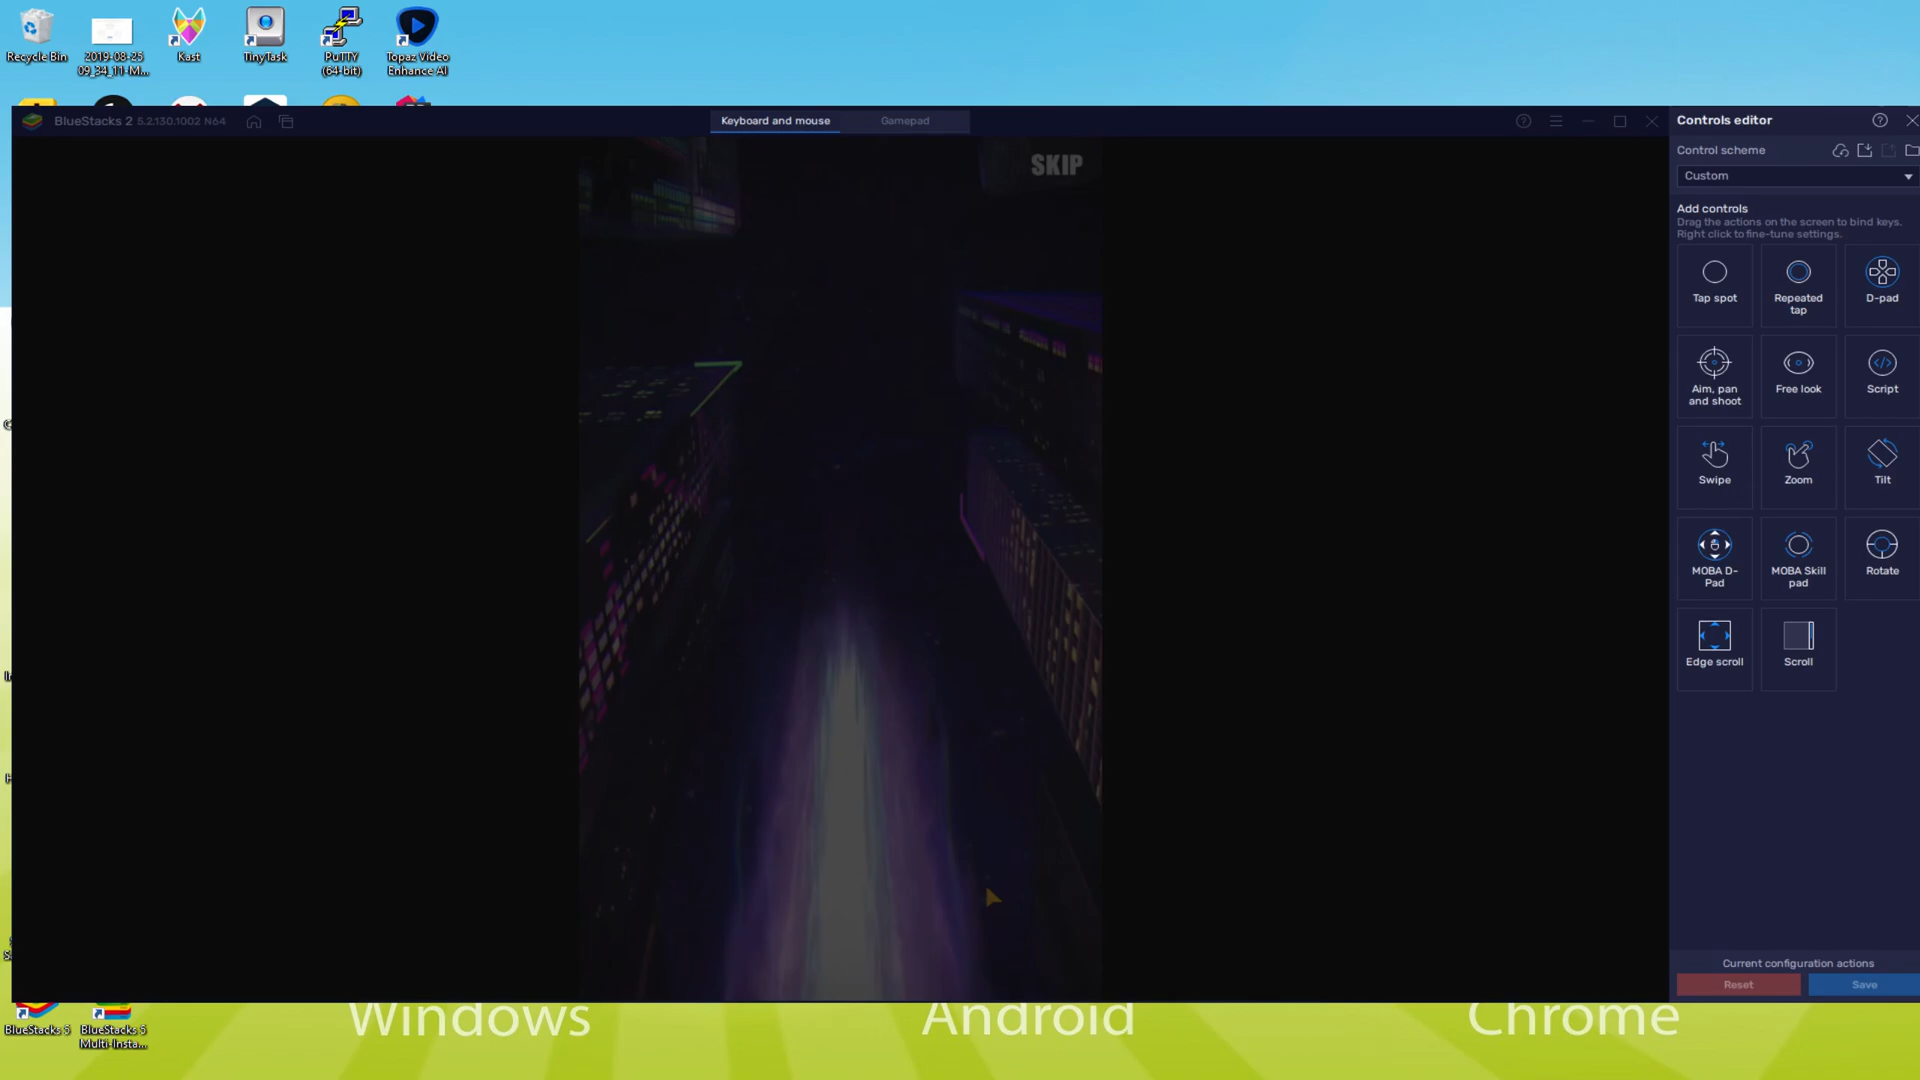 Recycle Bin
2019-08-25
09_34_11-M...
Kast
TinyTask
PuTTY
(64-bit)
Topaz Video
Enhance AI
BlueStacks 2 5.2.130.1002 N64
Keyboard and mouse
Gamepad
Controls editor
Control scheme
Custom
Add controls
Drag the actions on the screen to bind keys.
Right click to fine-tune settings.
Tap spot
Repeated
tap
D-pad
Aim, pan
and shoot
Free look
Script
Swipe
Zoom
Tilt
MOBA D-
Pad
MOBA Skill
pad
Rotate
Edge scroll
Scroll
Current configuration actions
Reset
Save
SKIP
BlueStacks 5
BlueStacks 5
Multi-Insta...
Windows
Android
Chrome